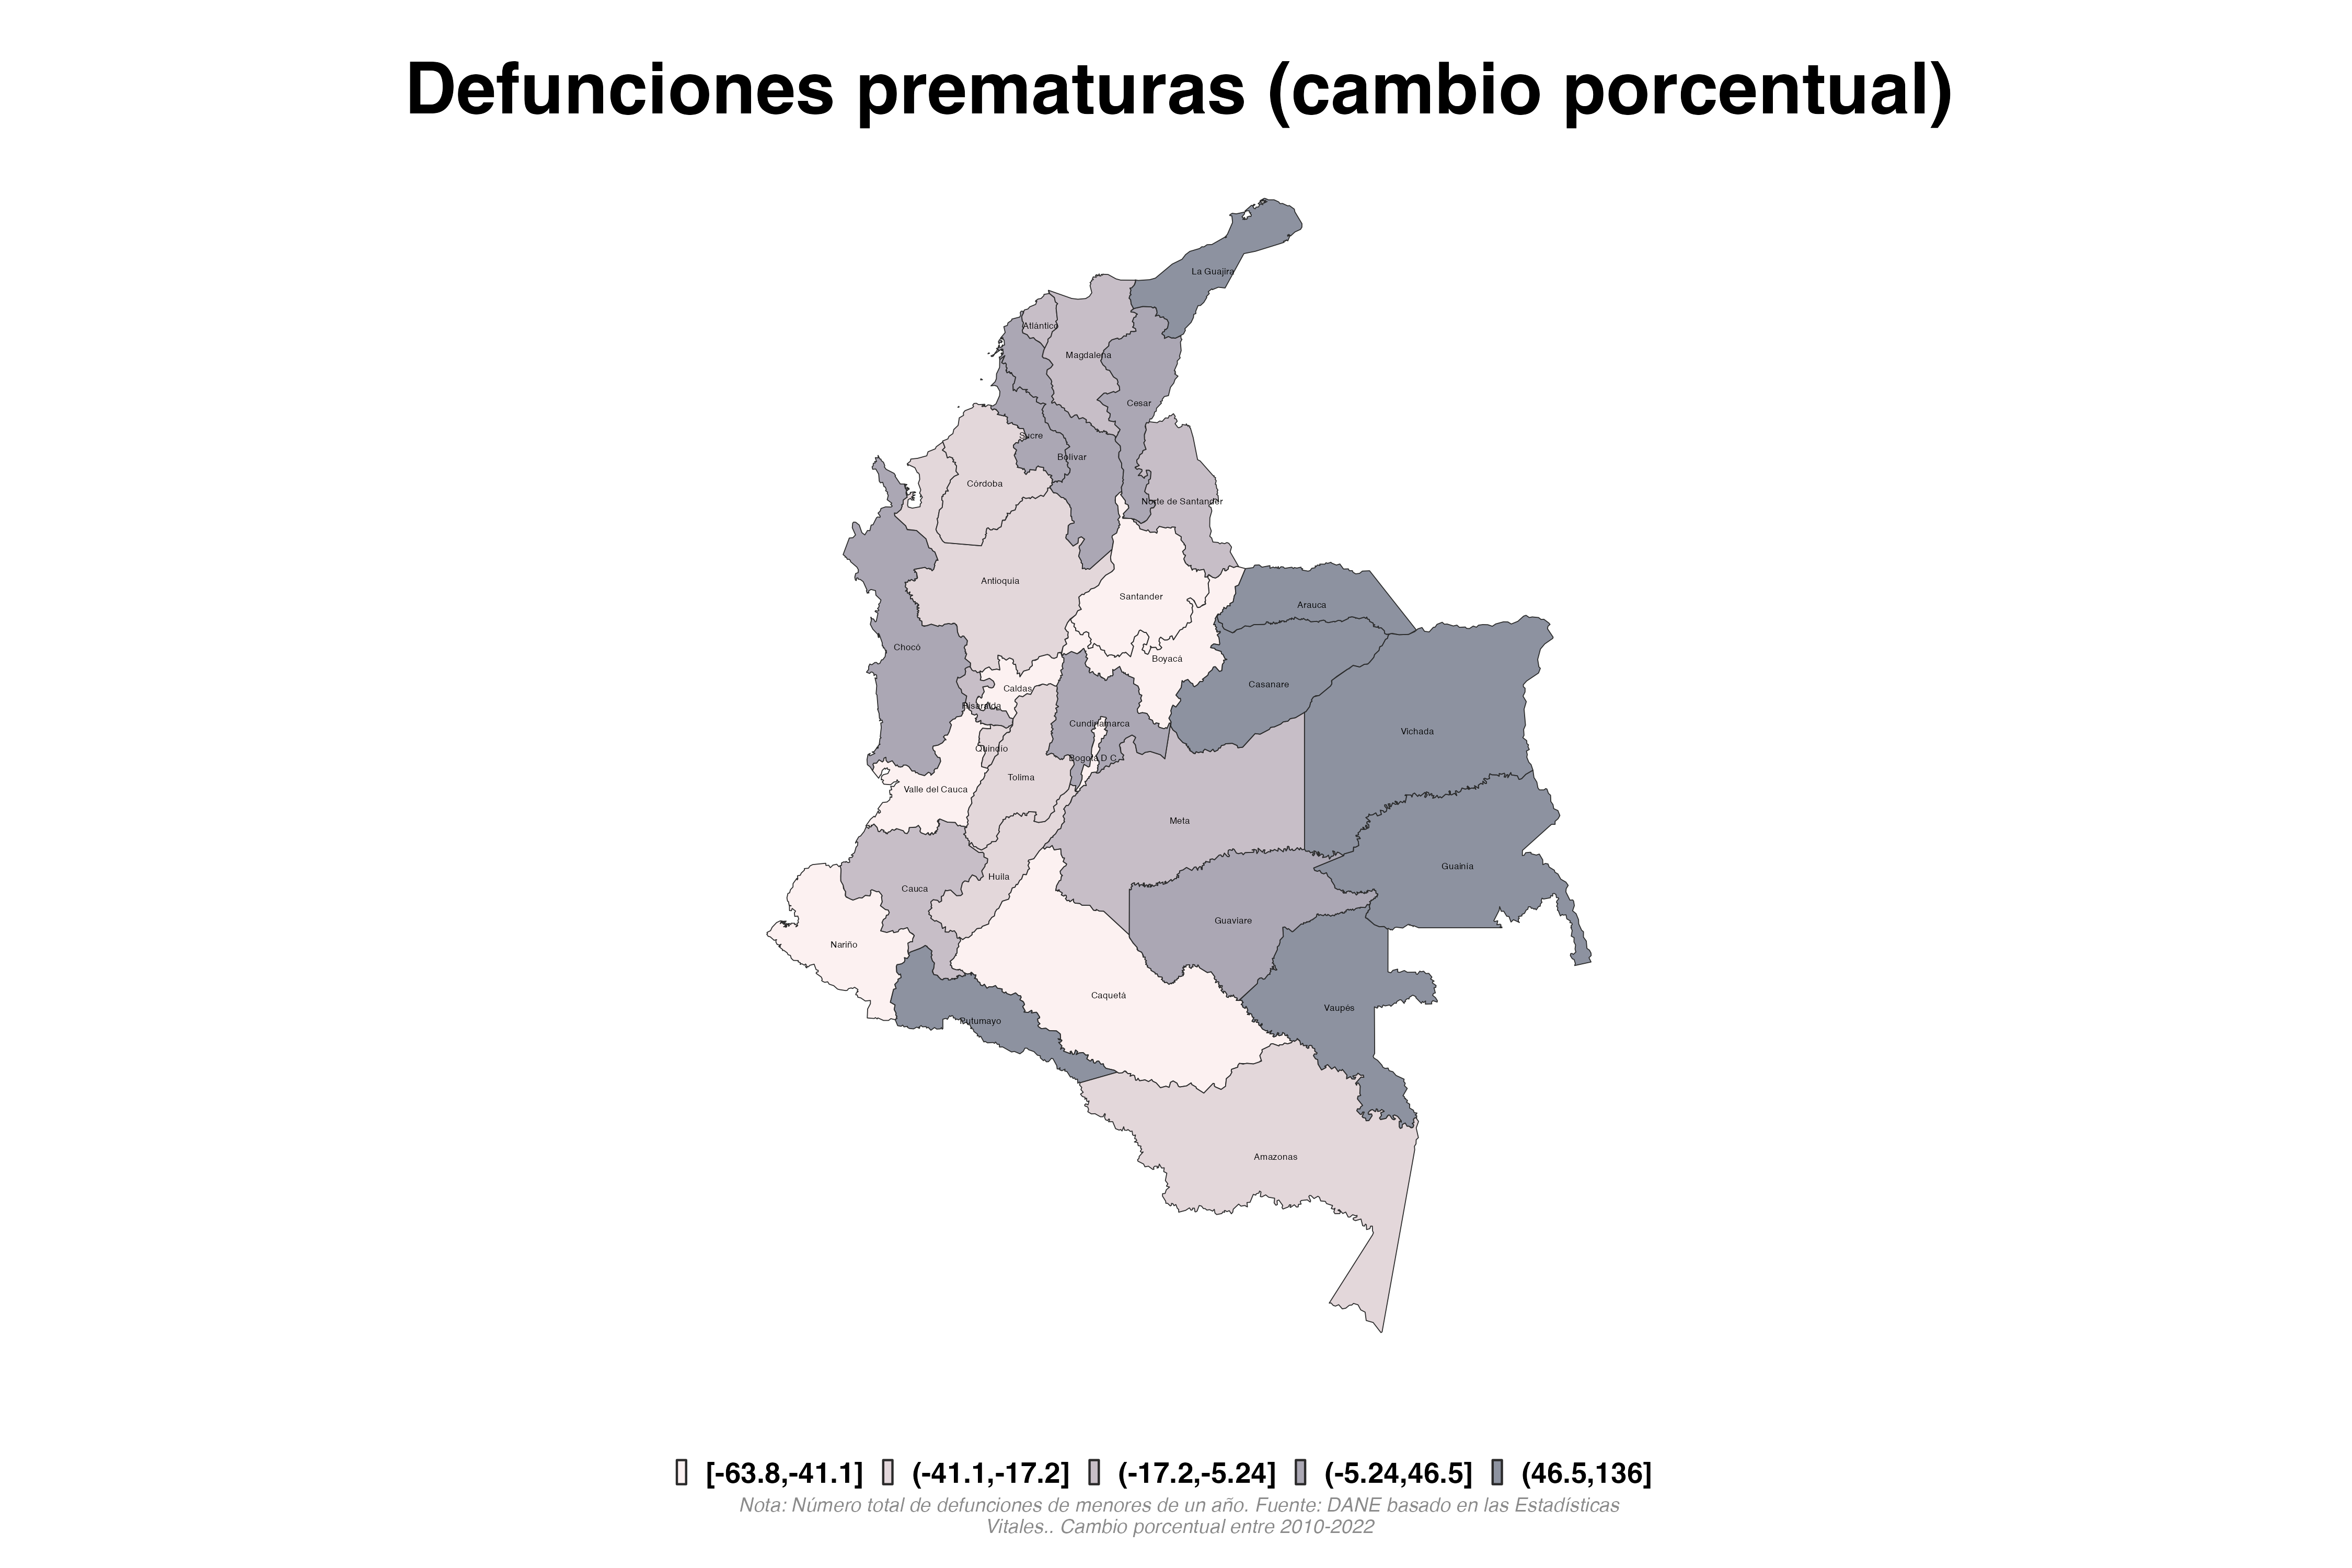 Defunciones prematuras (cambio porcentual)
La Guajira
Atlántico
Magdalena
Cesar
Sucre
Bolívar
Córdoba
Norte de Santander
Antioquia
Santander
Arauca
Chocó
Boyacá
Caldas
Casanare
Risaralda
Cundinamarca
Vichada
Quindío
Bogotá D.C.
Tolima
Valle del Cauca
Meta
Guainía
Huila
Cauca
Guaviare
Nariño
Caquetá
Vaupés
Putumayo
Amazonas
[-63.8,-41.1] (-41.1,-17.2] (-17.2,-5.24] (-5.24,46.5] (46.5,136]
Nota: Número total de defunciones de menores de un año. Fuente: DANE basado en las Estadísticas
Vitales.. Cambio porcentual entre 2010-2022